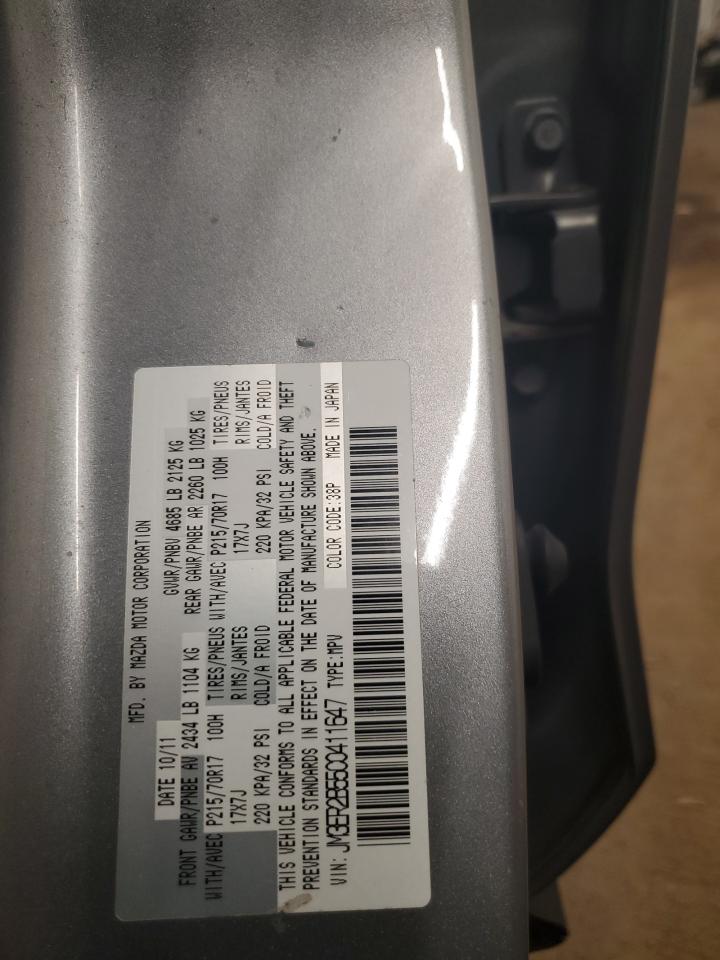 MFD. BY MAZDA MOTOR CORPORATION
DATE 10/11 GVWR/PNBV 4685 LB 2125 KG
FRONT GAWR/PNBE AV 2434 LB 1104 KG REAR GAWR/PNBE AR 2260 LB 1025 KG
WITH/AVEC P215/70R17 100H TIRES/PNEUS WITH/AVEC P215/70R17 100H TIRES/PNEUS
17X7J RIMS/JANTES 17X7J RIMS/JANTES
220 KPA/32 PSI COLD/A FROID 220 KPA/32 PSI COLD/A FROID
THIS VEHICLE CONFORMS TO ALL APPLICABLE FEDERAL MOTOR VEHICLE SAFETY AND THEFT
PREVENTION STANDARDS IN EFFECT ON THE DATE OF MANUFACTURE SHOWN ABOVE.
VIN: JM3ER2B55C0411647 TYPE:MPV COLOR CODE:38P MADE IN JAPAN